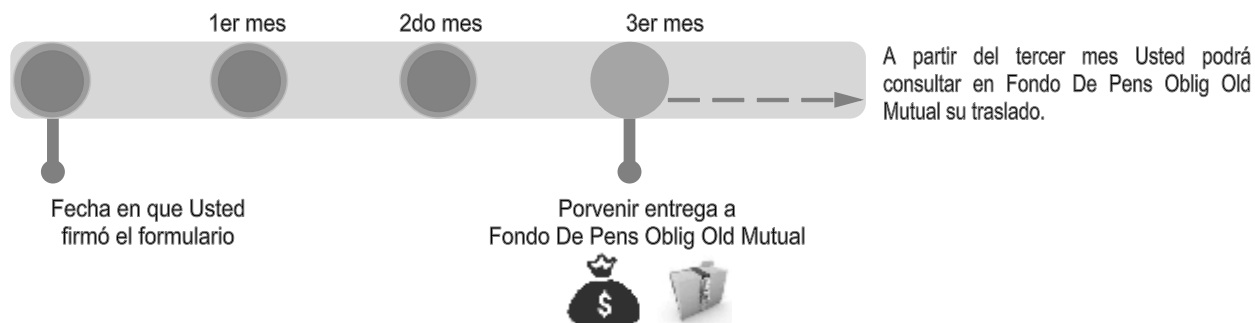 1er mes
2do mes
3er mes
A partir del tercer mes Usted podrá
consultar en Fondo De Pens Oblig Old
Mutual su traslado.
Fecha en que Usted
firmó el formulario
Porvenir entrega a
Fondo De Pens Oblig Old Mutual
$